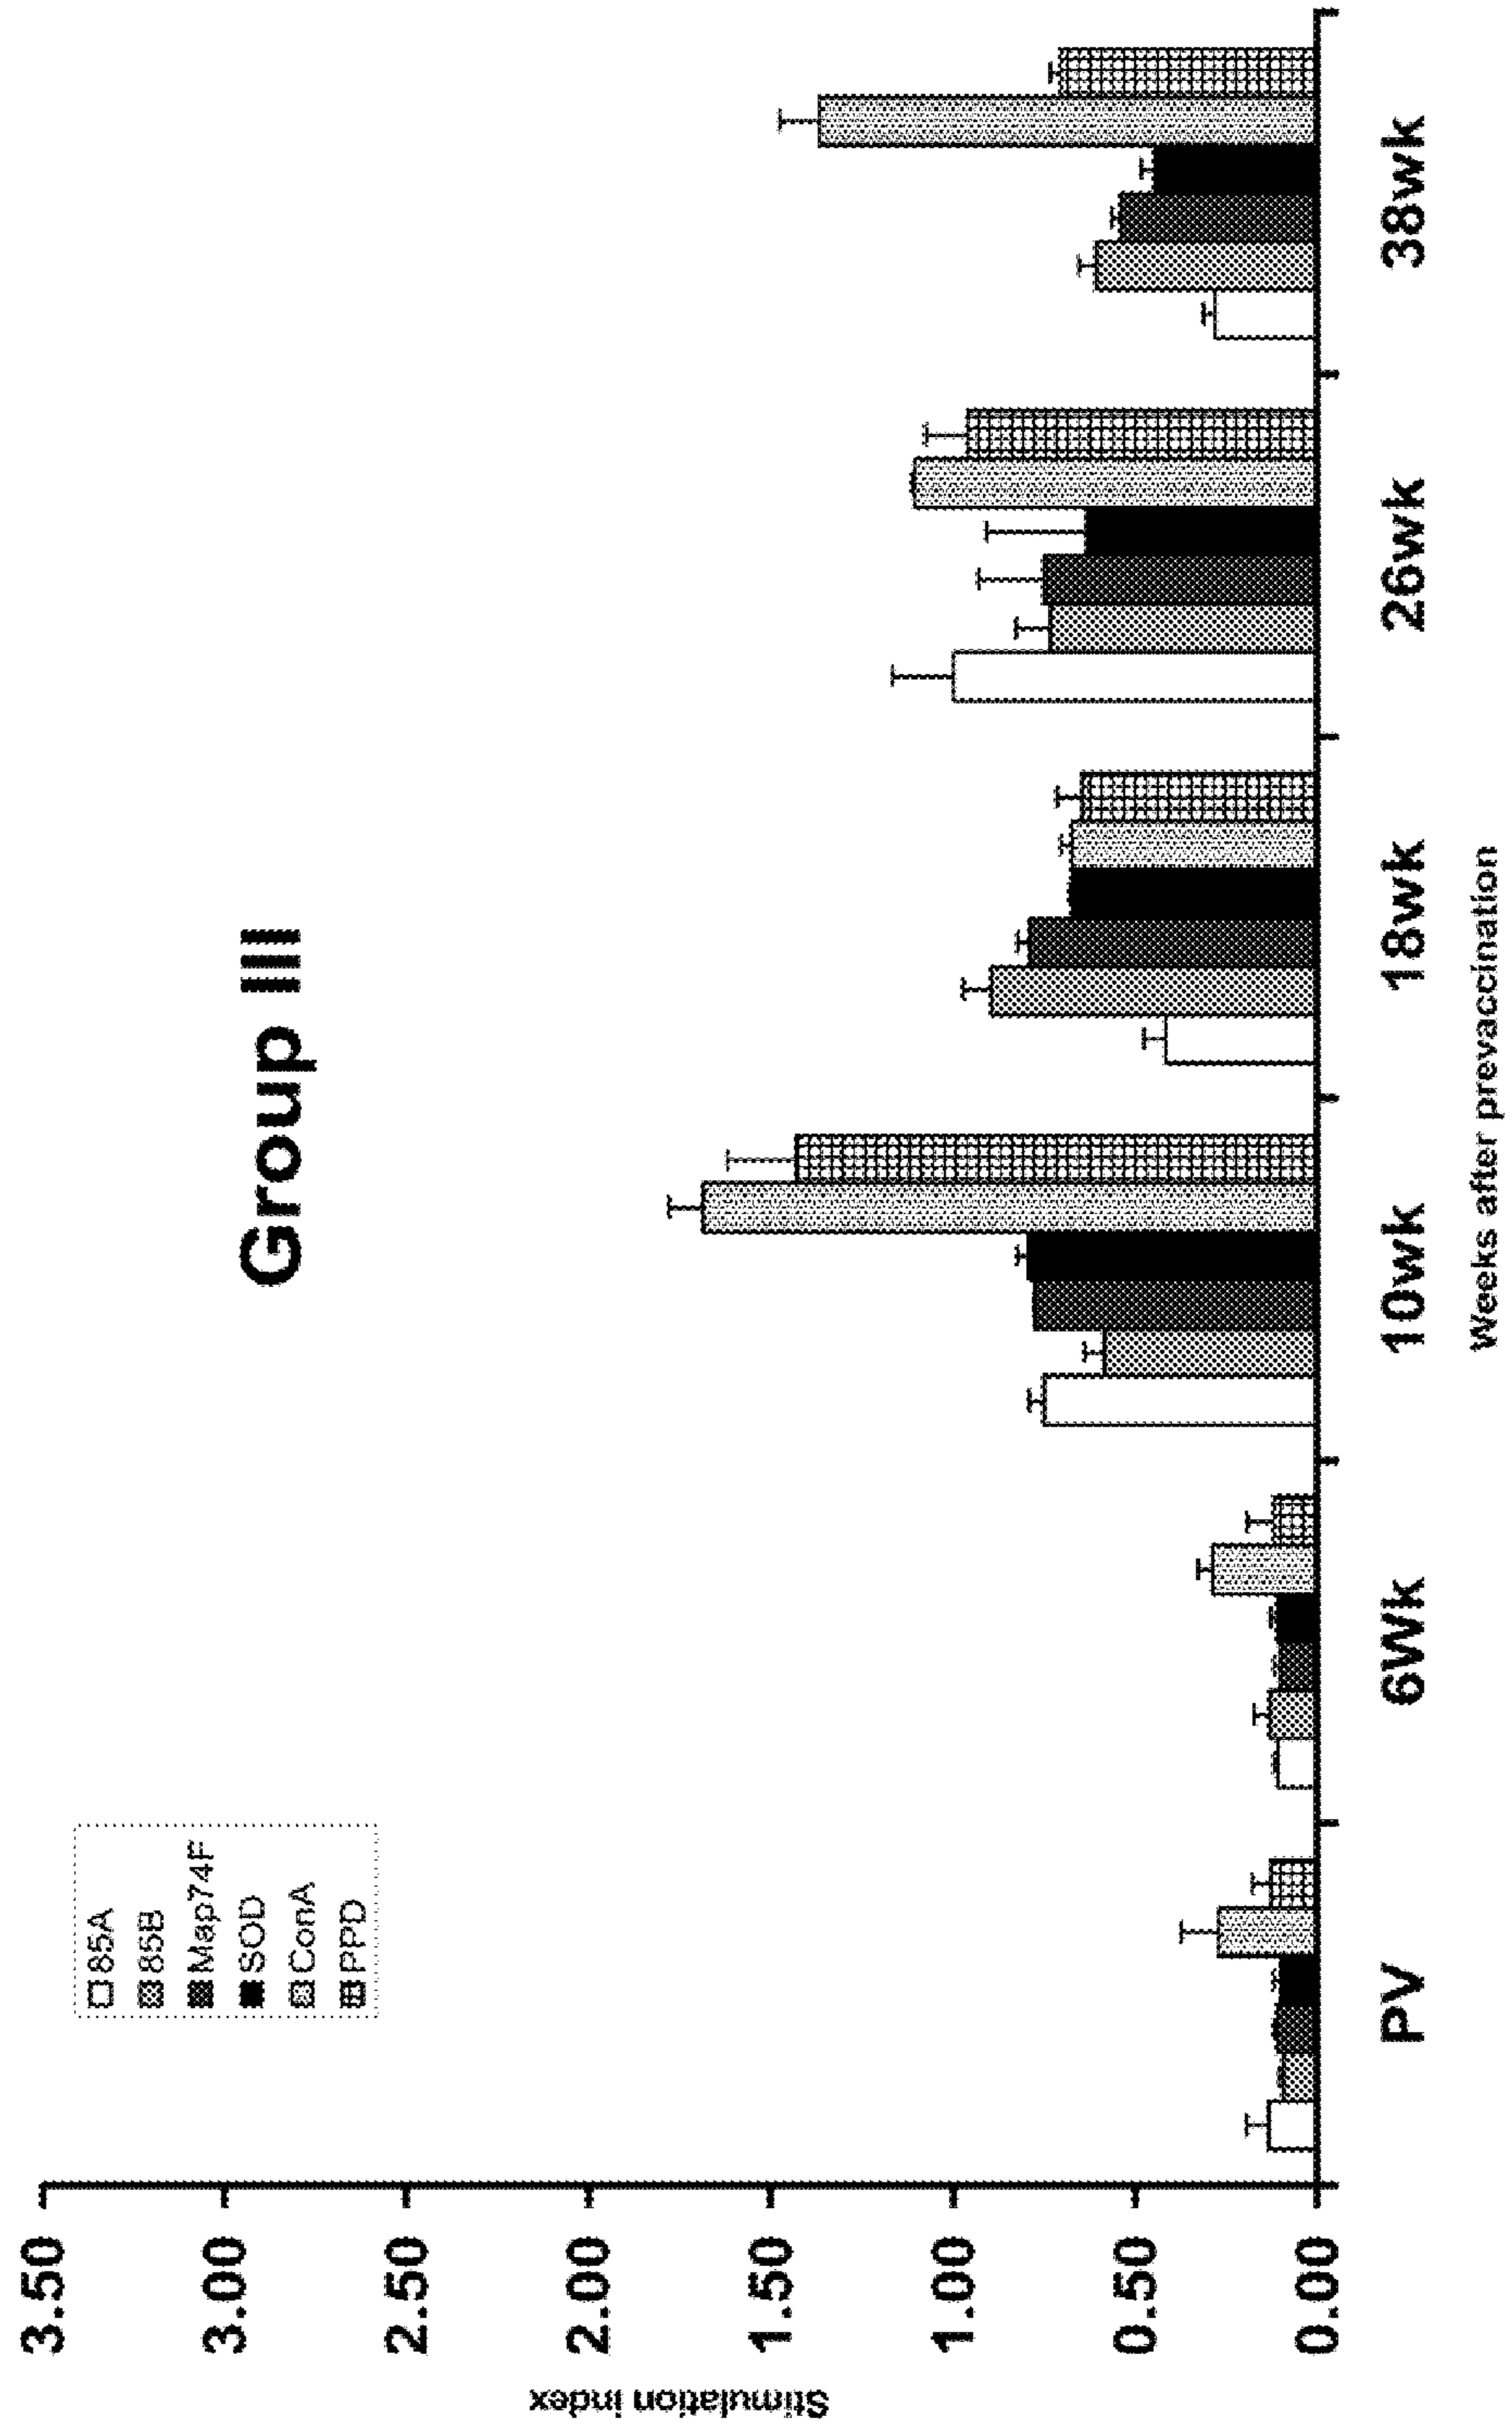 Group III
85A
85B
Map74F
SOD
ConA
PPD
Stimulation index
3.50
3.00
2.50
2.00
1.50
1.00
0.50
0.00
PV
6Wk
10wk
18wk
26wk
38wk
Weeks after prevaccination